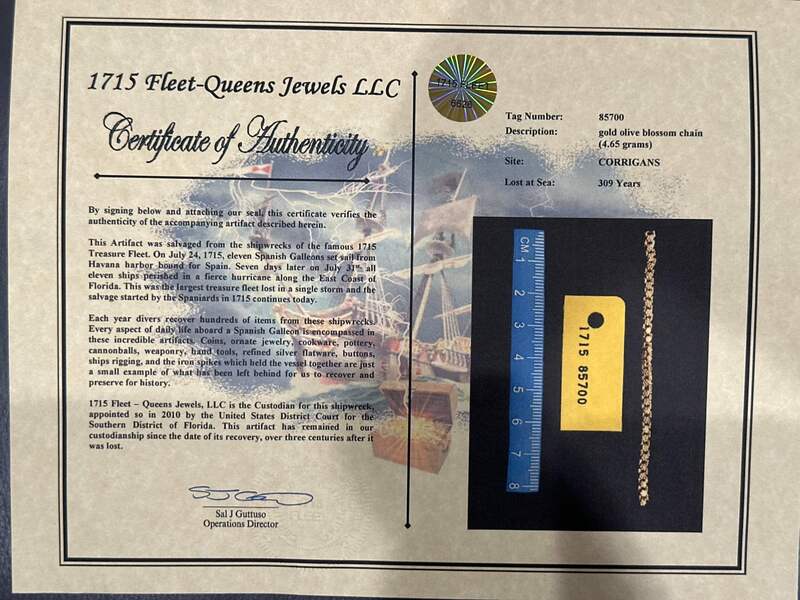 1715 Fleet-Queens Jewels LLC
Certificate of Authenticity
By signing below and attaching our seal, this certificate verifies the
authenticity of the accompanying artifact described herein.
This Artifact was salvaged from the shipwrecks of the famous 1715
Treasure Fleet. On July 24, 1715, eleven Spanish Galleons set sail from
Havana harbor bound for Spain. Seven days later on July 31st all
eleven ships perished in a fierce hurricane along the East Coast of
Florida. This was the largest treasure fleet lost in a single storm and the
salvage started by the Spaniards in 1715 continues today.
Each year divers recover hundreds of items from these shipwrecks.
Every aspect of daily life aboard a Spanish Galleon is encompassed in
these incredible artifacts. Coins, ornate jewelry, cookware, pottery,
cannonballs, weaponry, hand tools, refined silver flatware, buttons,
ships rigging, and the iron spikes which held the vessel together are just
a small example of what has been left behind for us to recover and
preserve for history.
1715 Fleet – Queens Jewels, LLC is the Custodian for this shipwreck,
appointed so in 2010 by the United States District Court for the
Southern District of Florida. This artifact has remained in our
custodianship since the date of its recovery, over three centuries after it
was lost.
Sal J Guttuso
Operations Director
1715 FLEET
6526
Tag Number: 85700
Description: gold olive blossom chain
(4.65 grams)
Site: CORRIGANS
Lost at Sea: 309 Years
CM 1 2 3 4 5 6 7 8
1715 85700